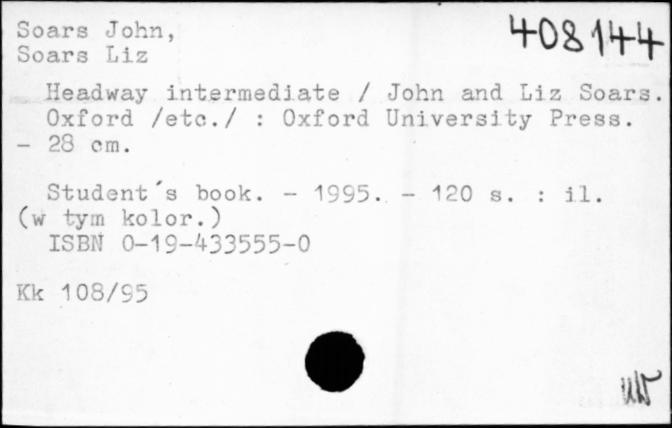 408144
Soars John,
Soars Liz
Headway intermediate / John and Liz Soars.
Oxford /etc./ : Oxford University Press.
- 28 cm.
Student´s book. - 1995. - 120 s. : il.
(w tym kolor.)
ISBN 0-19-433555-0
Kk 108/95